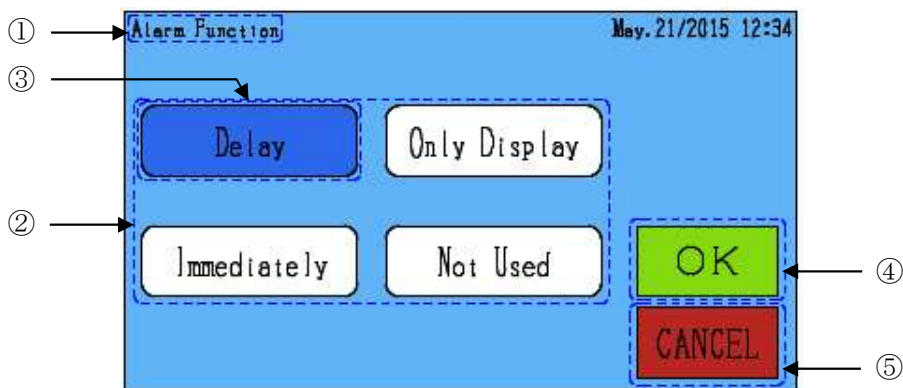 ① Alarm Function May.21/2015 12:34
③
Delay Only Display
②
Immediately Not Used OK ④
CANCEL ⑤